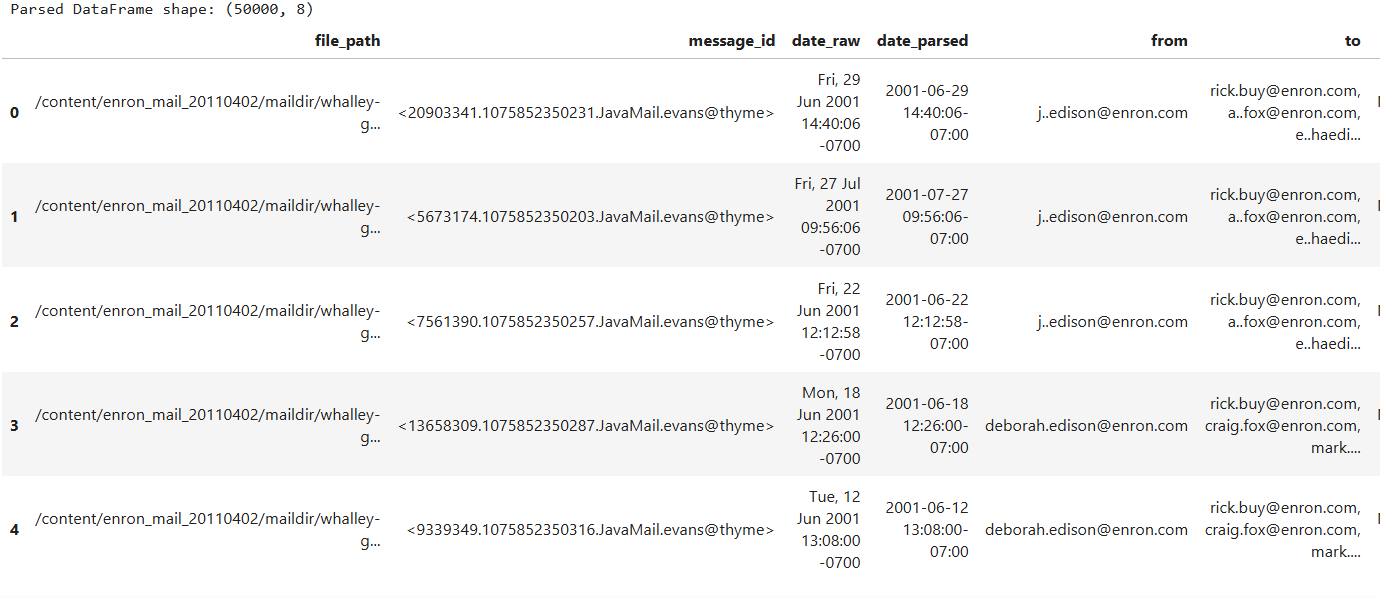 Parsed DataFrame shape: (50000, 8)
file_path message_id date_raw date_parsed from to
0 /content/enron_mail_20110402/maildir/whalley-g... <20903341.1075852350231.JavaMail.evans@thyme> Fri, 29 Jun 2001 14:40:06 -0700 2001-06-29 14:40:06-07:00 j..edison@enron.com rick.buy@enron.com, a..fox@enron.com, e..haedi...
1 /content/enron_mail_20110402/maildir/whalley-g... <5673174.1075852350203.JavaMail.evans@thyme> Fri, 27 Jul 2001 09:56:06 -0700 2001-07-27 09:56:06-07:00 j..edison@enron.com rick.buy@enron.com, a..fox@enron.com, e..haedi...
2 /content/enron_mail_20110402/maildir/whalley-g... <7561390.1075852350257.JavaMail.evans@thyme> Fri, 22 Jun 2001 12:12:58 -0700 2001-06-22 12:12:58-07:00 j..edison@enron.com rick.buy@enron.com, a..fox@enron.com, e..haedi...
3 /content/enron_mail_20110402/maildir/whalley-g... <13658309.1075852350287.JavaMail.evans@thyme> Mon, 18 Jun 2001 12:26:00 -0700 2001-06-18 12:26:00-07:00 deborah.edison@enron.com rick.buy@enron.com, craig.fox@enron.com, mark....
4 /content/enron_mail_20110402/maildir/whalley-g... <9339349.1075852350316.JavaMail.evans@thyme> Tue, 12 Jun 2001 13:08:00 -0700 2001-06-12 13:08:00-07:00 deborah.edison@enron.com rick.buy@enron.com, craig.fox@enron.com, mark....